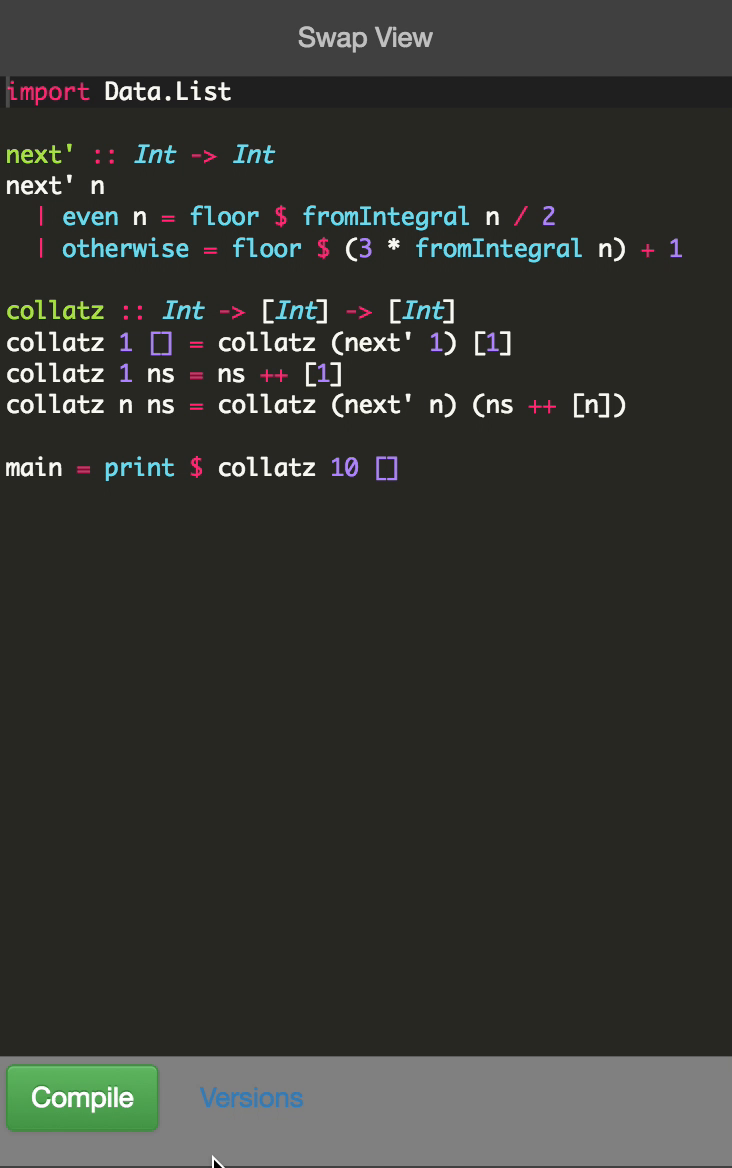 Swap View
import Data.List
next' :: Int -> Int
next' n
  | even n = floor $ fromIntegral n / 2
  | otherwise = floor $ (3 * fromIntegral n) + 1
collatz :: Int -> [Int] -> [Int]
collatz 1 [] = collatz (next' 1) [1]
collatz 1 ns = ns ++ [1]
collatz n ns = collatz (next' n) (ns ++ [n])
main = print $ collatz 10 []
Compile Versions